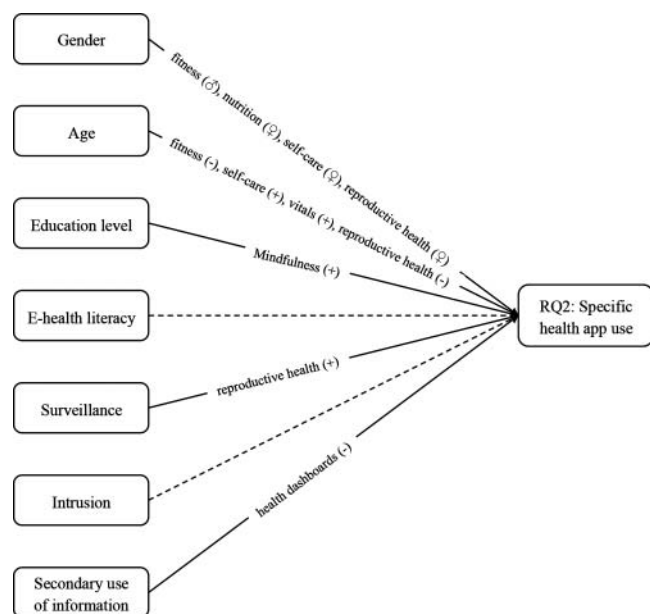 Gender
fitness (♂), nutrition (♀), self-care (♀), reproductive health (♀)
Age
fitness (-), self-care (+), vitals (+), reproductive health (-)
Education level
Mindfulness (+)
E-health literacy
RQ2: Specific
health app use
Surveillance
reproductive health (+)
Intrusion
health dashboards (-)
Secondary use
of information